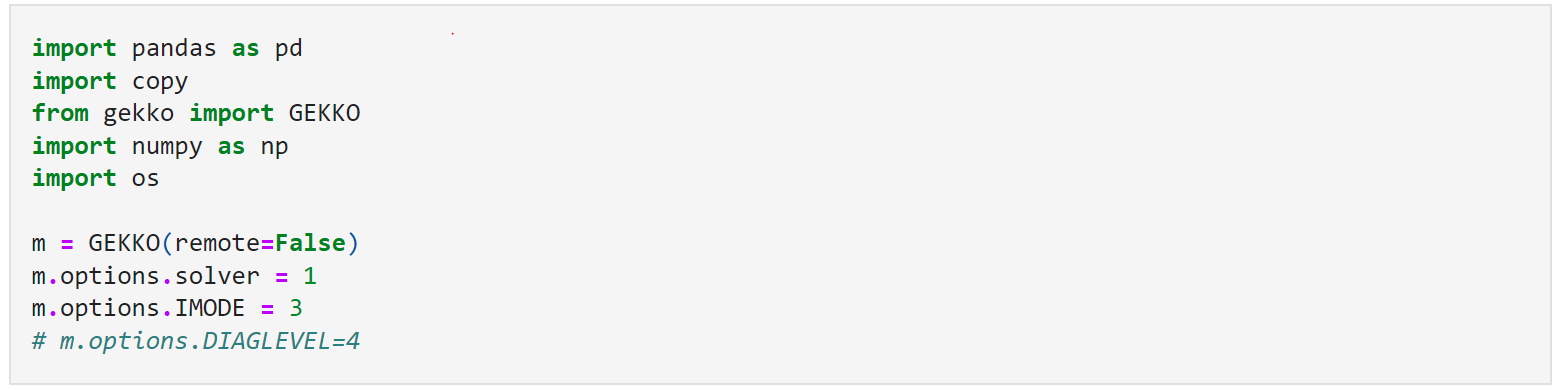 import pandas as pd
import copy
from gekko import GEKKO
import numpy as np
import os
m = GEKKO(remote=False)
m.options.solver = 1
m.options.IMODE = 3
# m.options.DIAGLEVEL=4